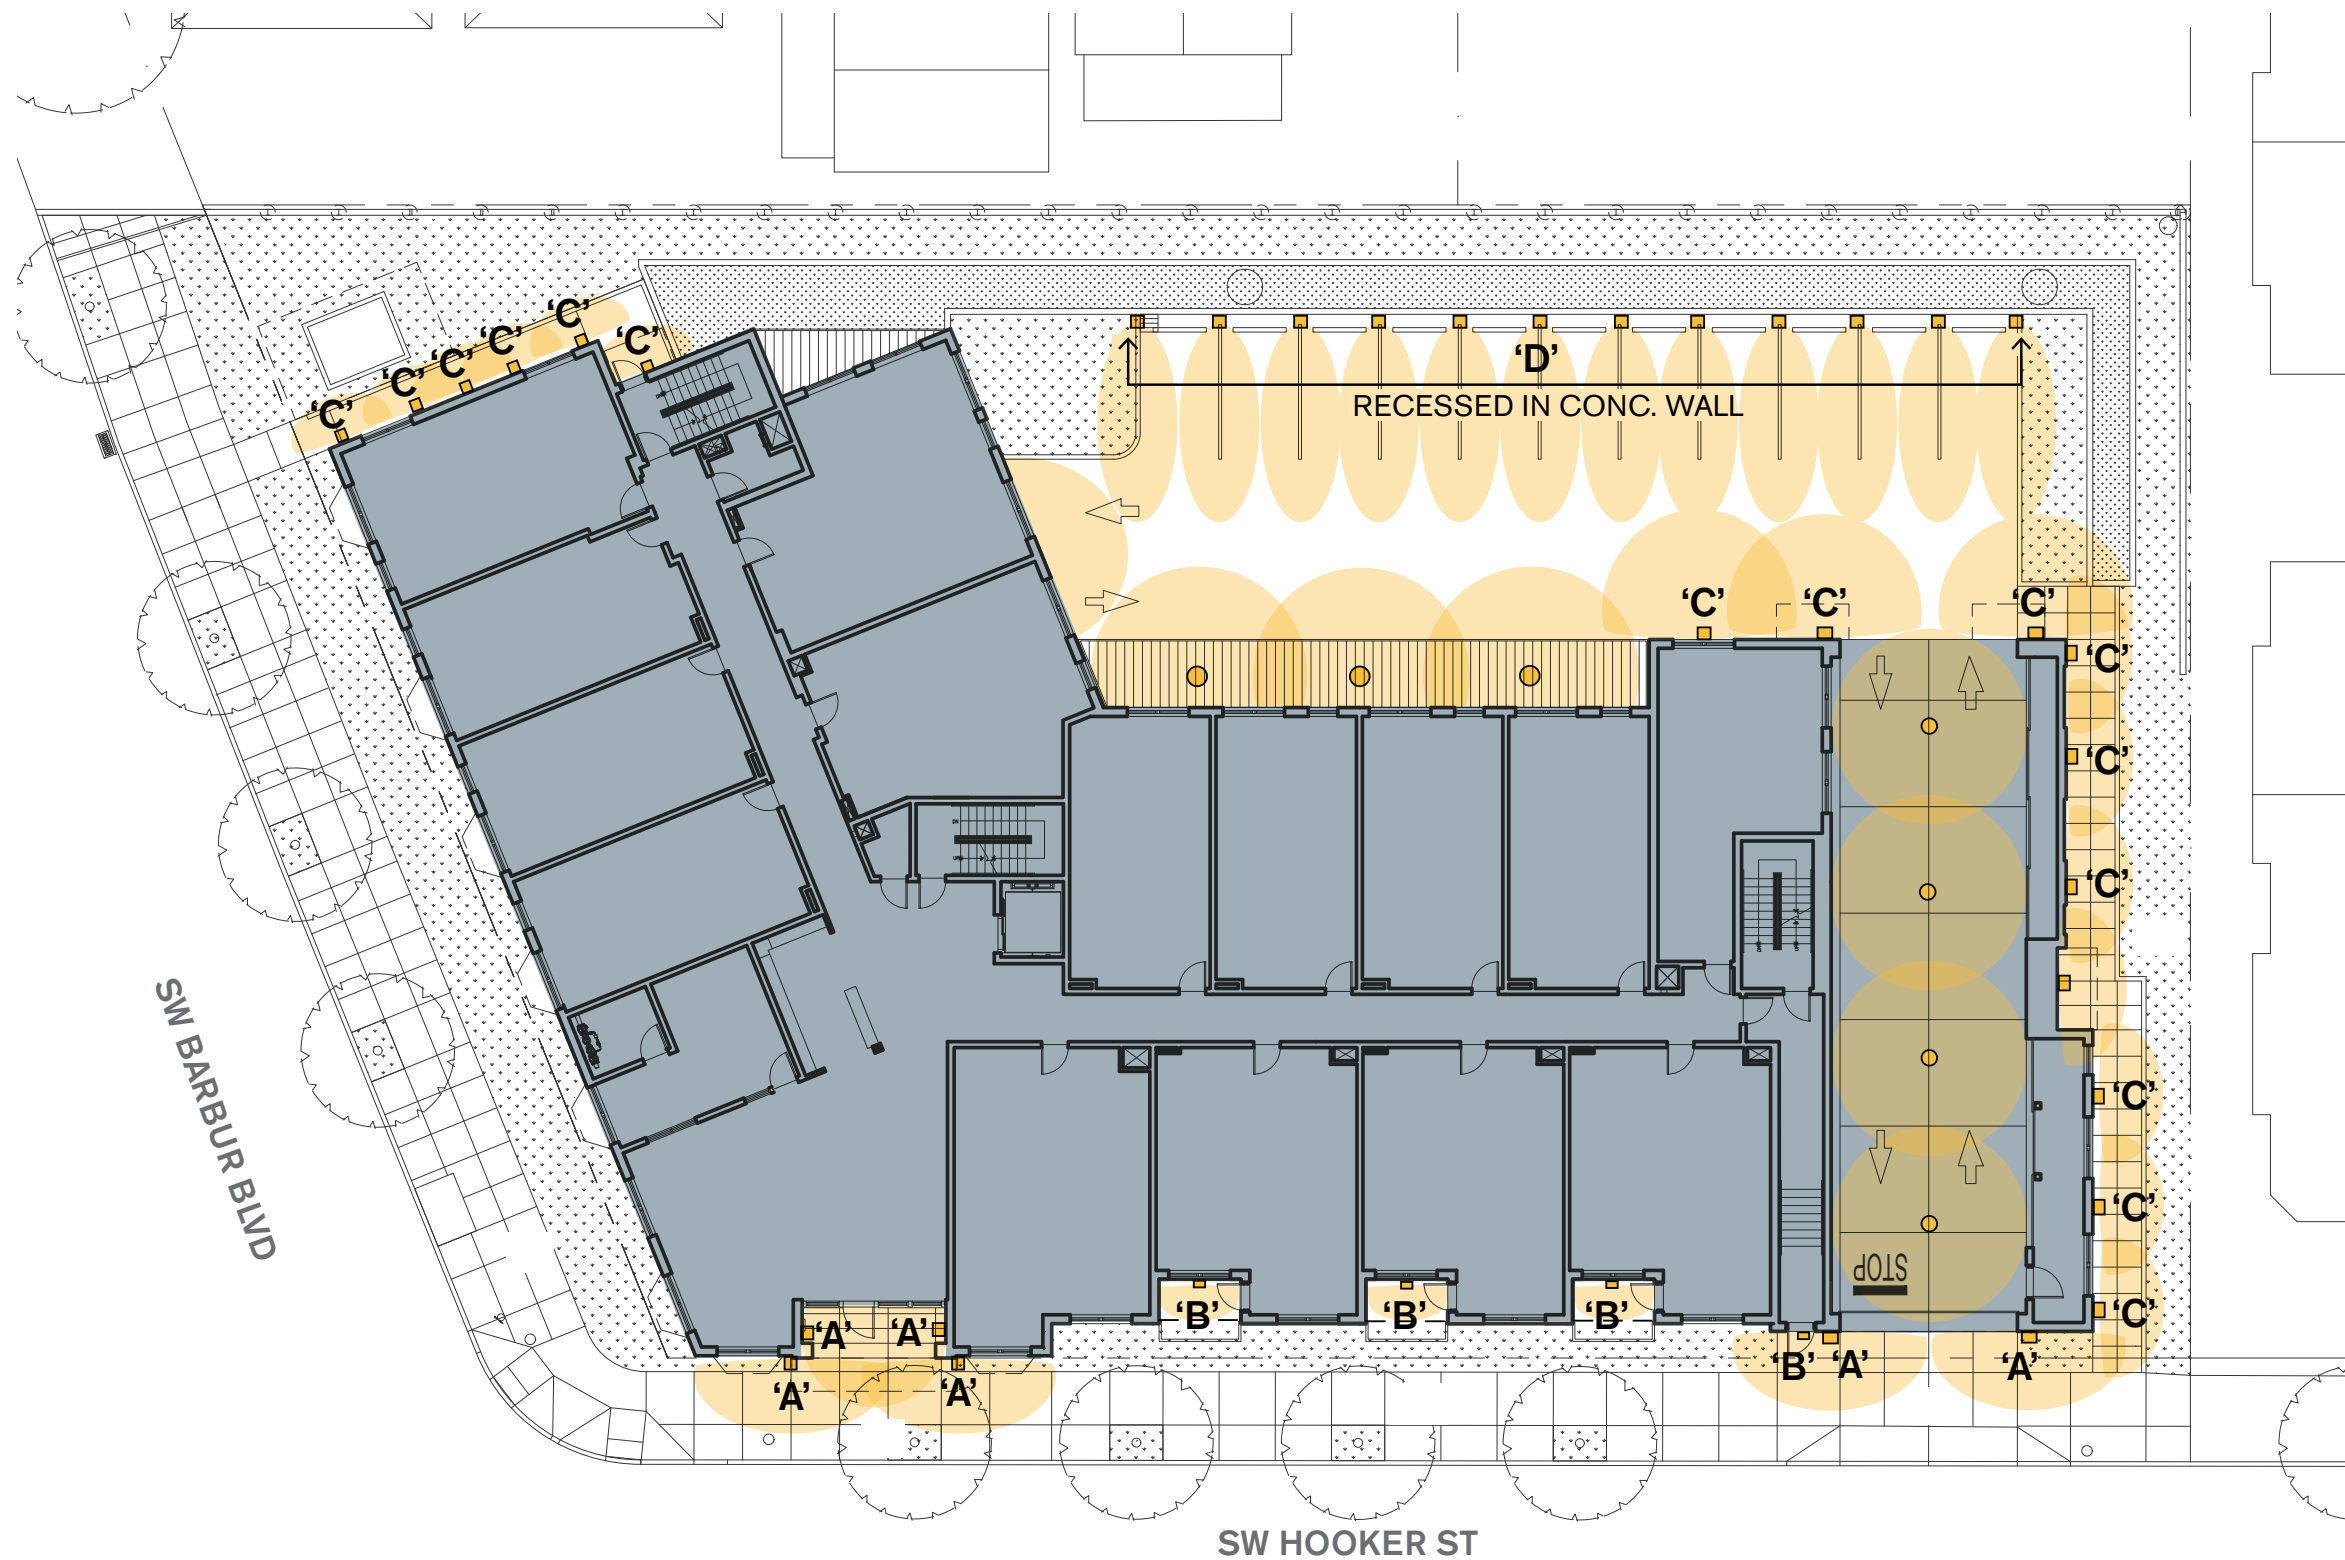 ‘C’
‘C’
‘C’
‘C’
‘C’
‘C’
‘D’
RECESSED IN CONC. WALL
‘C’
‘C’
‘C’
‘C’
‘C’
‘C’
‘C’
‘C’
‘C’
STOP
SW BARBUR BLVD
‘A’
‘A’
‘B’
‘B’
‘B’
‘A’
‘A’
‘B’
‘A’
‘A’
SW HOOKER ST